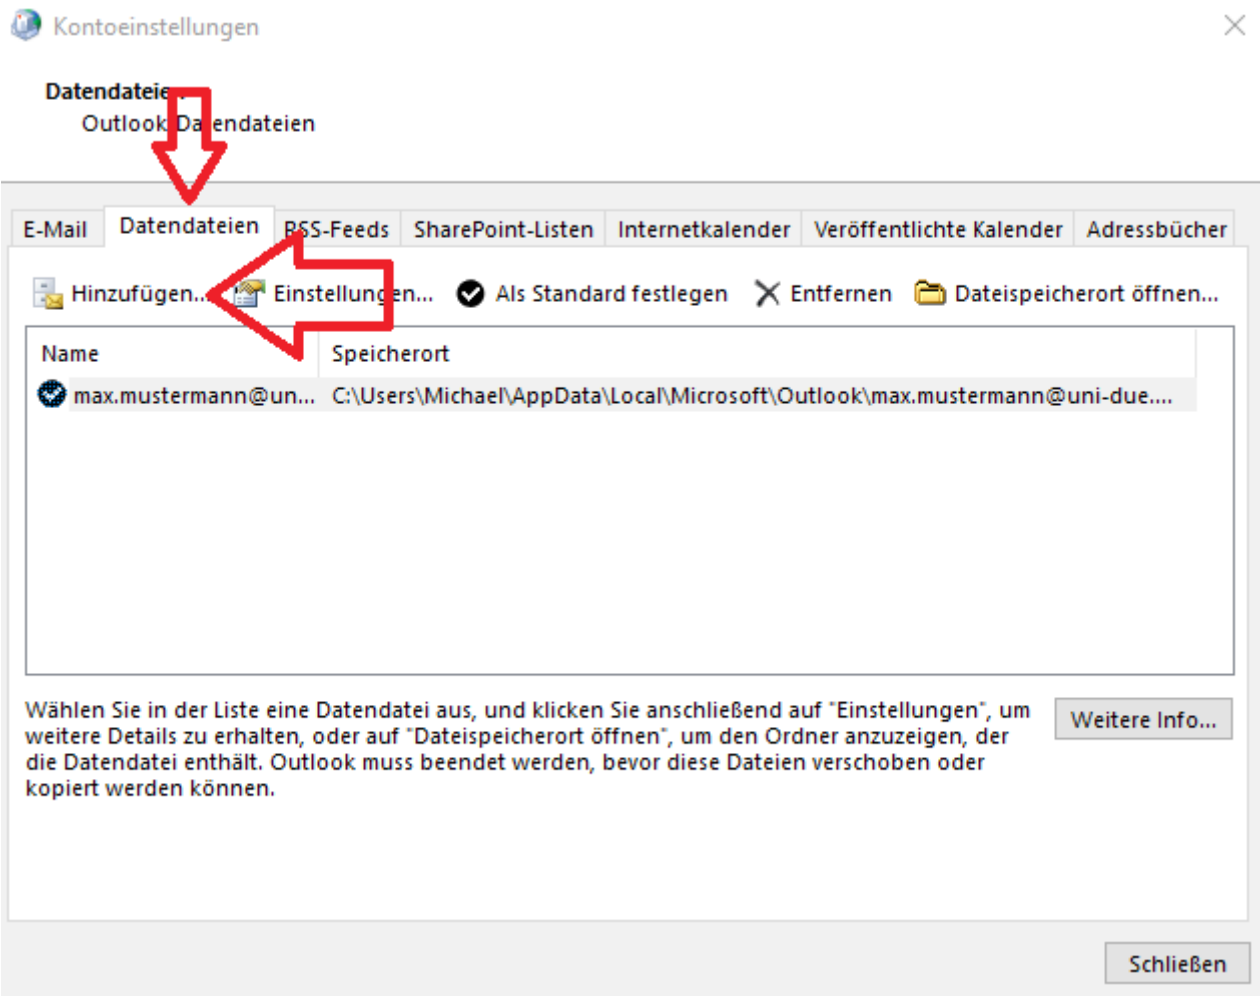 Kontoeinstellungen
Datendateien
Outlook Datendateien
E-Mail Datendateien RSS-Feeds SharePoint-Listen Internetkalender Veröffentlichte Kalender Adressbücher
Hinzufügen... Einstellungen... Als Standard festlegen Entfernen Dateispeicherort öffnen...
Name Speicherort
max.mustermann@un... C:\Users\Michael\AppData\Local\Microsoft\Outlook\max.mustermann@uni-due....
Wählen Sie in der Liste eine Datendatei aus, und klicken Sie anschließend auf "Einstellungen", um
weitere Details zu erhalten, oder auf "Dateispeicherort öffnen", um den Ordner anzuzeigen, der
die Datendatei enthält. Outlook muss beendet werden, bevor diese Dateien verschoben oder
kopiert werden können.
Weitere Info...
Schließen